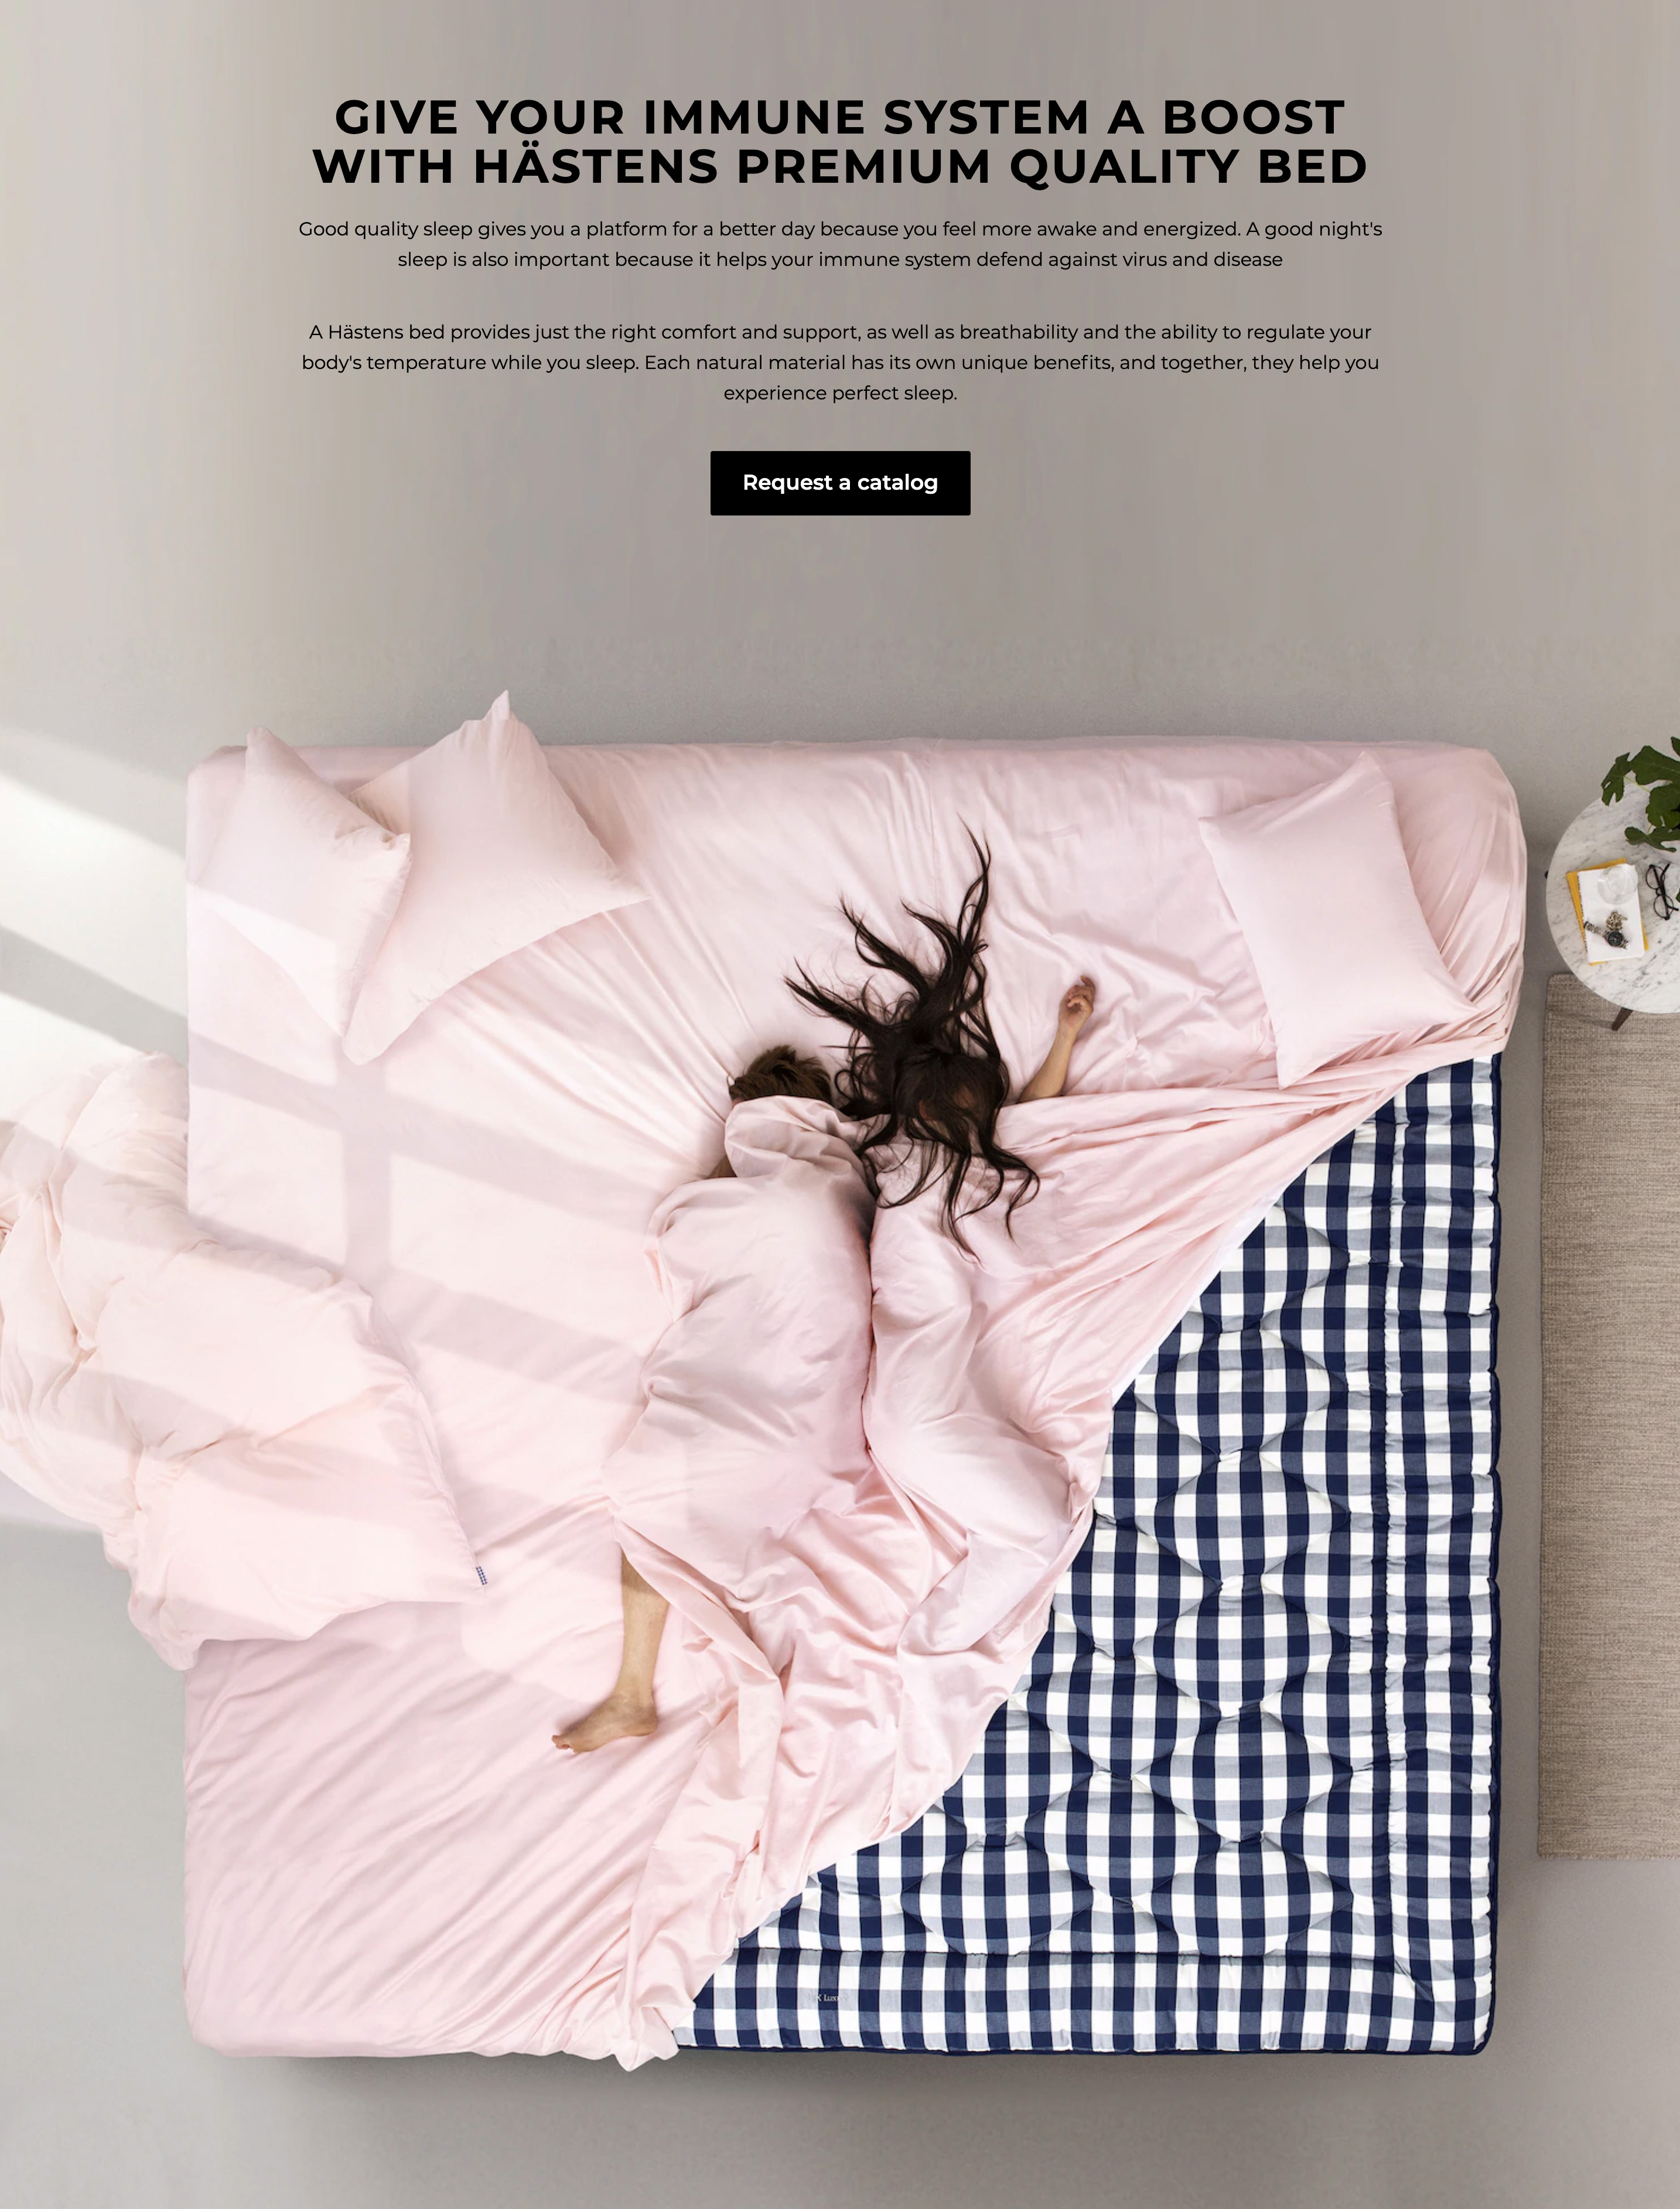 GIVE YOUR IMMUNE SYSTEM A BOOST
WITH HÄSTENS PREMIUM QUALITY BED
Good quality sleep gives you a platform for a better day because you feel more awake and energized. A good night's
sleep is also important because it helps your immune system defend against virus and disease
A Hästens bed provides just the right comfort and support, as well as breathability and the ability to regulate your
body's temperature while you sleep. Each natural material has its own unique benefits, and together, they help you
experience perfect sleep.
Request a catalog